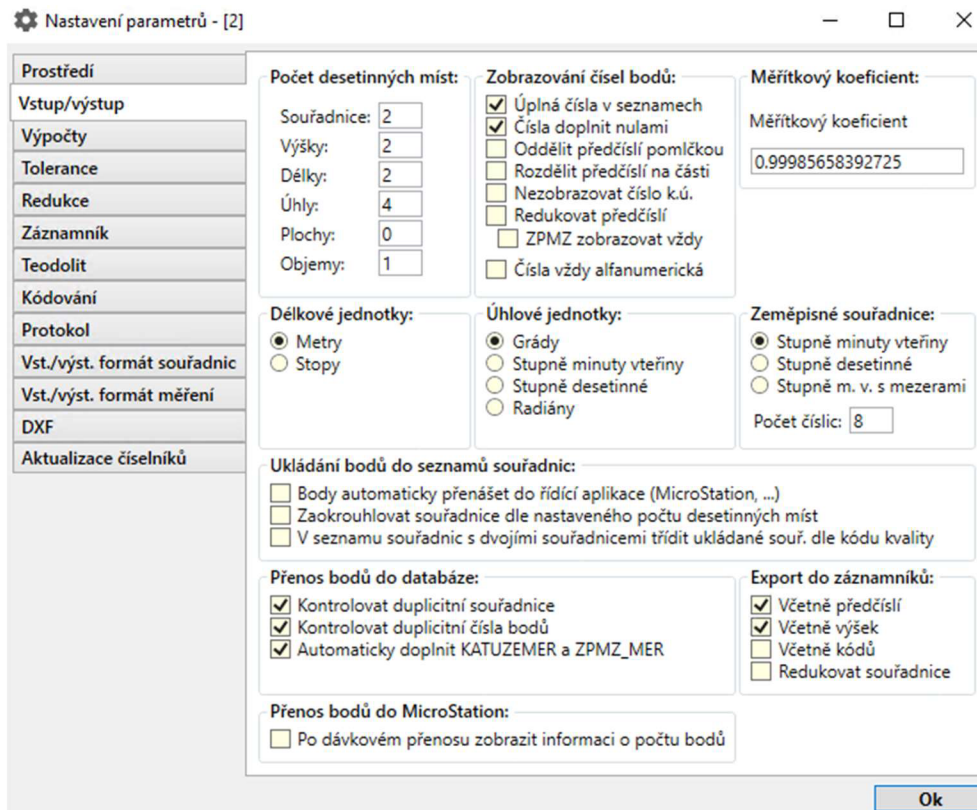 Nastavení parametrů - [2]
Prostředí
Vstup/výstup
Výpočty
Tolerance
Redukce
Záznamník
Teodolit
Kódování
Protokol
Vst./výst. formát souřadnic
Vst./výst. formát měření
DXF
Aktualizace číselníků
Počet desetinných míst:
Souřadnice: 2
Výšky: 2
Délky: 2
Úhly: 4
Plochy: 0
Objemy: 1
Zobrazování čísel bodů:
Úplná čísla v seznamech
Čísla doplnit nulami
Oddělit předčíslí pomlčkou
Rozdělit předčíslí na části
Nezobrazovat číslo k.ú.
Redukovat předčíslí
ZPMZ zobrazovat vždy
Čísla vždy alfanumerická
Měřítkový koeficient:
Měřítkový koeficient
0.99985658392725
Délkové jednotky:
Metry
Stopy
Úhlové jednotky:
Grády
Stupně minuty vteřiny
Stupně desetinné
Radiány
Zeměpisné souřadnice:
Stupně minuty vteřiny
Stupně desetinné
Stupně m. v. s mezerami
Počet číslic: 8
Ukládání bodů do seznamů souřadnic:
Body automaticky přenášet do řídící aplikace (MicroStation, ...)
Zaokrouhlovat souřadnice dle nastaveného počtu desetinných míst
V seznamu souřadnic s dvojími souřadnicemi třídit ukládané souř. dle kódu kvality
Přenos bodů do databáze:
Kontrolovat duplicitní souřadnice
Kontrolovat duplicitní čísla bodů
Automaticky doplnit KATUZEMER a ZPMZ_MER
Export do záznamníků:
Včetně předčíslí
Včetně výšek
Včetně kódů
Redukovat souřadnice
Přenos bodů do MicroStation:
Po dávkovém přenosu zobrazit informaci o počtu bodů
Ok